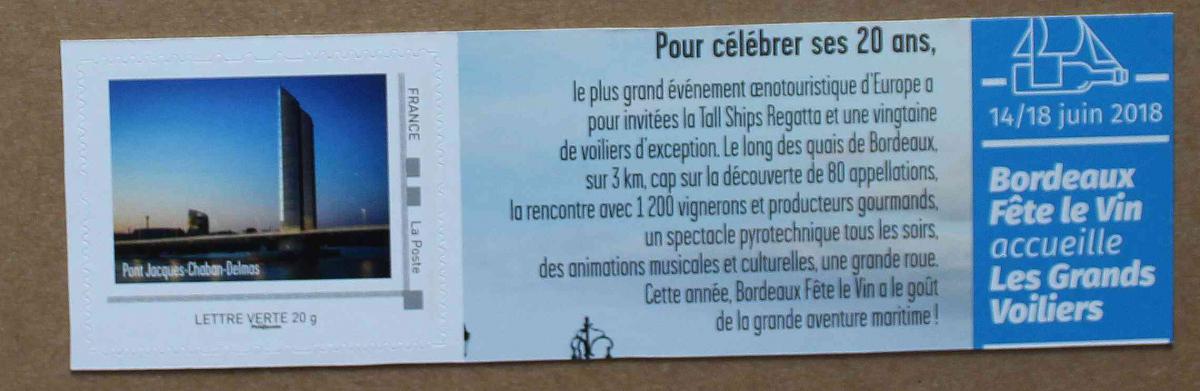 Pont Jacques-Chaban-Delmas
FRANCE
La Poste
LETTRE VERTE 20 g
Pour célébrer ses 20 ans,
le plus grand événement œnotouristique d'Europe a
pour invitées la Tall Ships Regatta et une vingtaine
de voiliers d'exception. Le long des quais de Bordeaux,
sur 3 km, cap sur la découverte de 80 appellations,
la rencontre avec 1 200 vignerons et producteurs gourmands,
un spectacle pyrotechnique tous les soirs,
des animations musicales et culturelles, une grande roue.
Cette année, Bordeaux Fête le Vin a le goût
de la grande aventure maritime !
14/18 juin 2018
Bordeaux
Fête le Vin
accueille
Les Grands
Voiliers